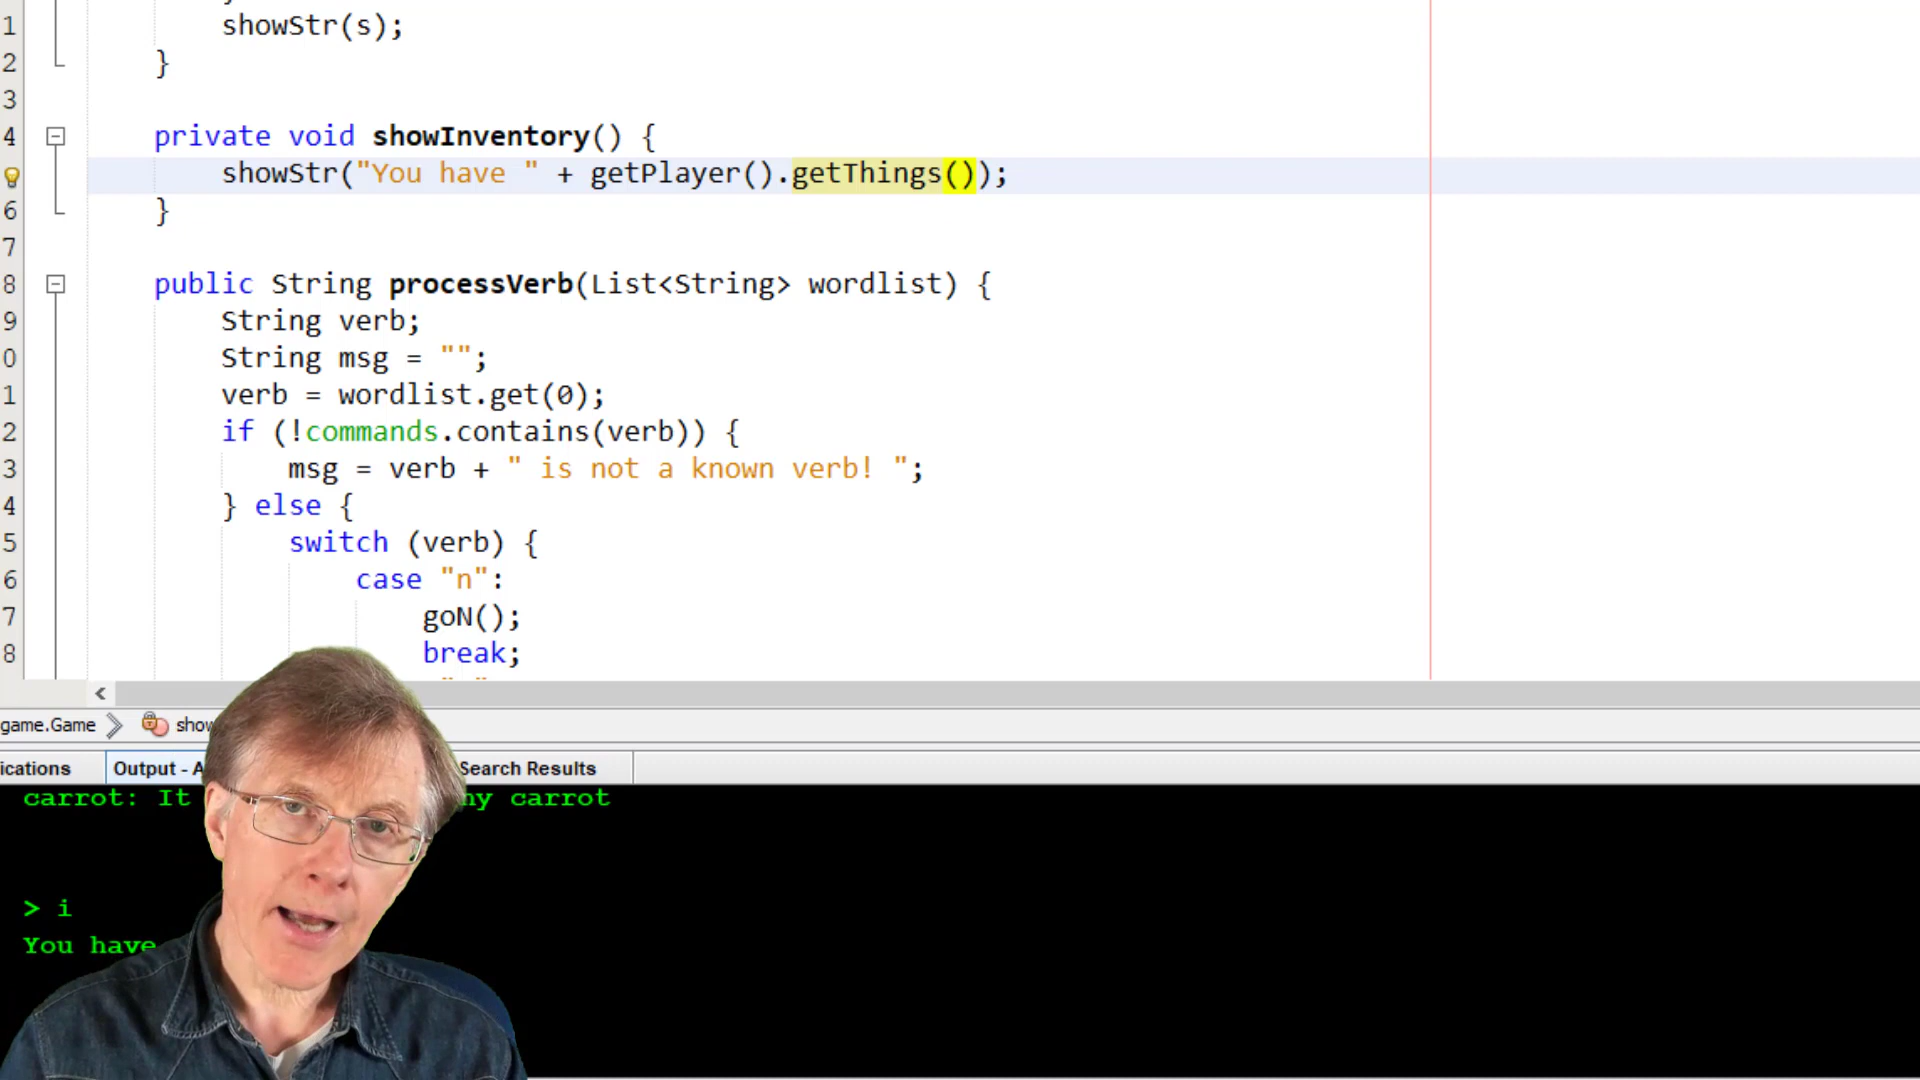 1 showStr(s);
2 }
3
4 private void showInventory() {
showStr("You have " + getPlayer().getThings());
6 }
7
8 public String processVerb(List<String> wordlist) {
9 String verb;
0 String msg = "";
1 verb = wordlist.get(0);
2 if (!commands.contains(verb)) {
3 msg = verb + " is not a known verb! ";
4 } else {
5 switch (verb) {
6 case "n":
7 goN();
8 break;
game.Game
ications Output - Search Results
carrot: It carrot
> i
You have